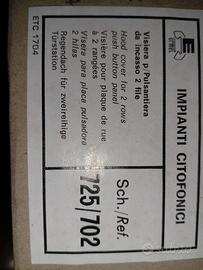 ETC 1704
IMPIANTI CITOFONICI
Visiera p/Pulsantiera
da incasso 2 file
Hood cover for 2 rows
push button panel
Visière pour plaque de rue
à 2 rangées
Visera para placa pulsadora
2 hilas
Regendach für zweireihige
Türstation
Sch./Ref.
725/702